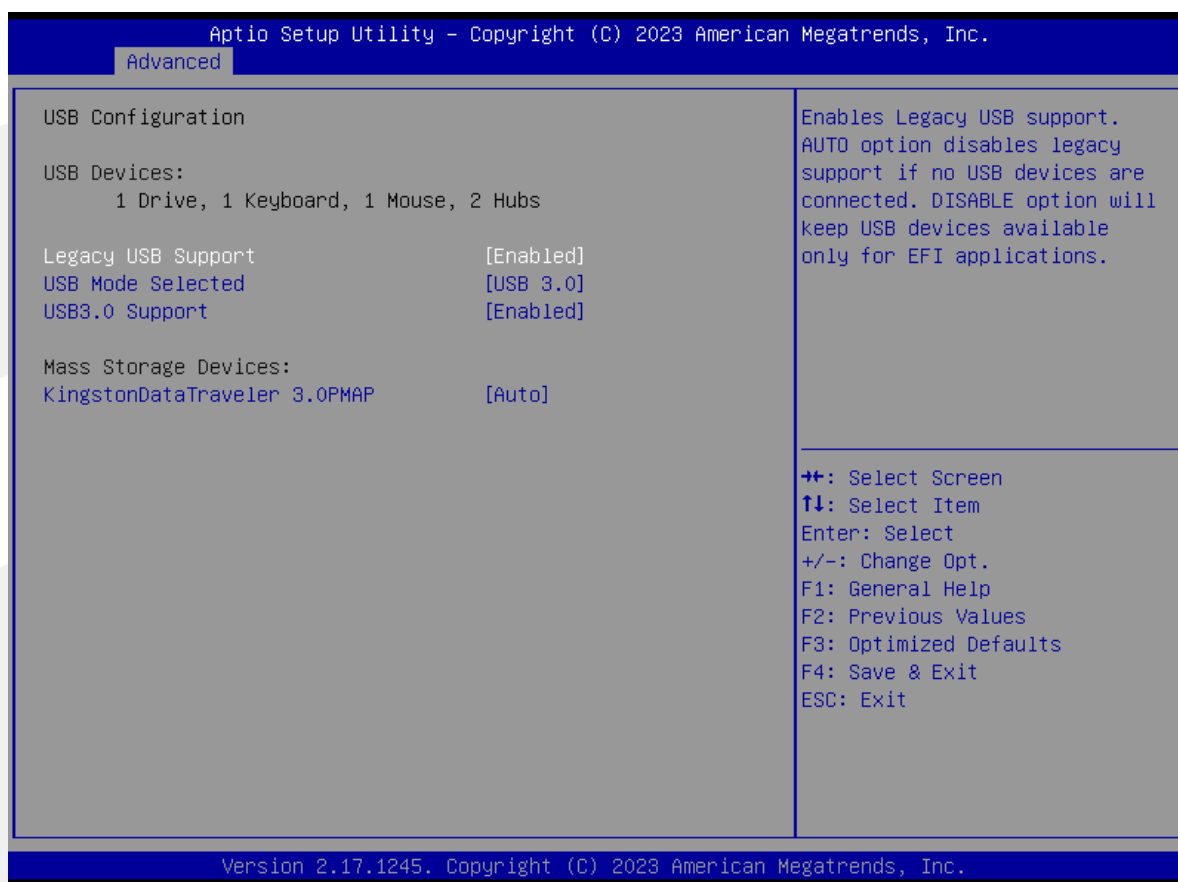 Aptio Setup Utility – Copyright (C) 2023 American Megatrends, Inc.
Advanced
USB Configuration
USB Devices:
1 Drive, 1 Keyboard, 1 Mouse, 2 Hubs
Legacy USB Support [Enabled]
USB Mode Selected [USB 3.0]
USB3.0 Support [Enabled]
Mass Storage Devices:
KingstonDataTraveler 3.0PMAP [Auto]
Enables Legacy USB support.
AUTO option disables legacy
support if no USB devices are
connected. DISABLE option will
keep USB devices available
only for EFI applications.
→←: Select Screen
↑↓: Select Item
Enter: Select
+/-: Change Opt.
F1: General Help
F2: Previous Values
F3: Optimized Defaults
F4: Save & Exit
ESC: Exit
Version 2.17.1245. Copyright (C) 2023 American Megatrends, Inc.